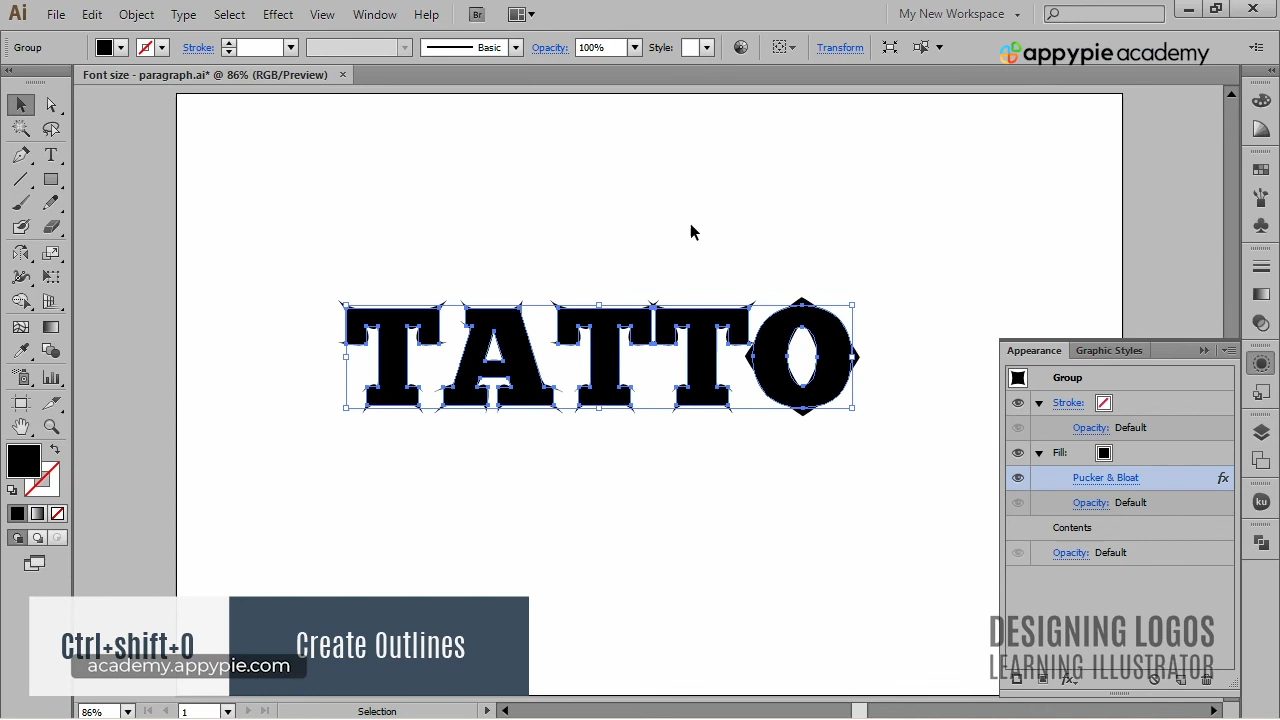 Ai File Edit Object Type Select Effect View Window Help Br My New Workspace
Group Stroke: Basic Opacity: 100% Style: Transform appypie academy
Font size - paragraph.ai* @ 86% (RGB/Preview) ×
TATTO
Appearance Graphic Styles
Group
Stroke:
Opacity: Default
Fill:
Pucker & Bloat fx
Opacity: Default
Contents
Opacity: Default
ku
Ctrl+shift+O Create Outlines
academy.appypie.com
DESIGNING LOGOS
LEARNING ILLUSTRATOR
fx
86% 1 Selection